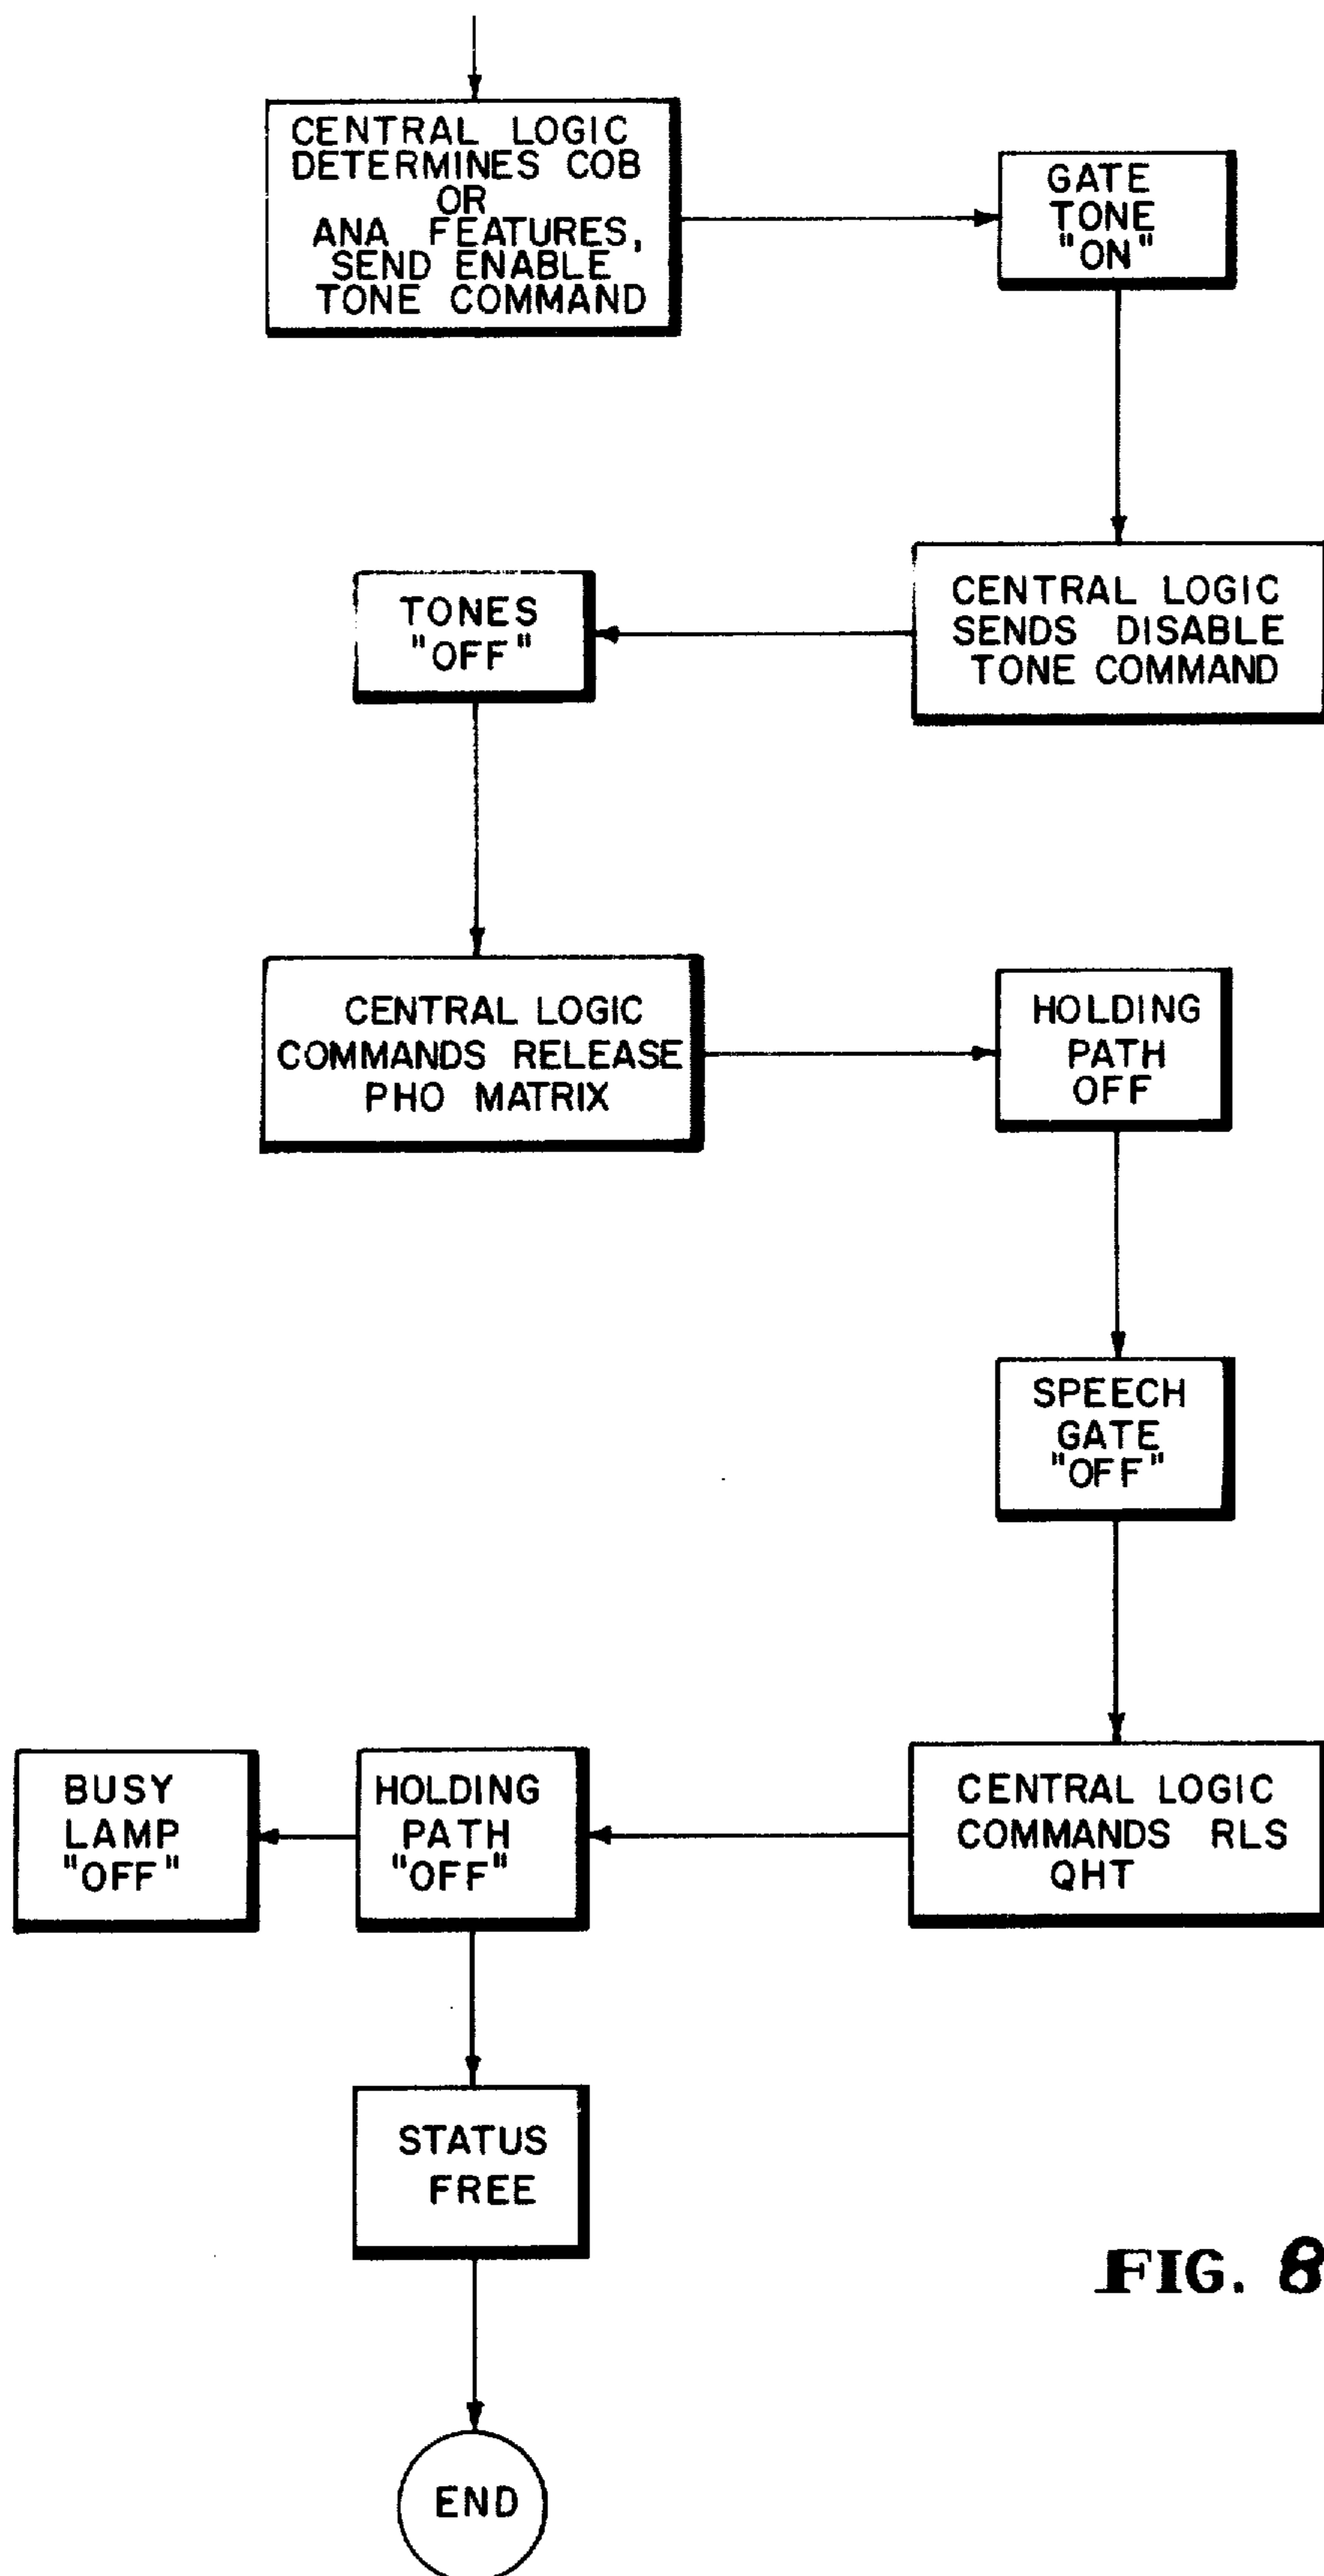 CENTRAL LOGIC
DETERMINES COB
OR
ANA FEATURES,
SEND ENABLE
TONE COMMAND
GATE
TONE
"ON"
CENTRAL LOGIC
SENDS DISABLE
TONE COMMAND
TONES
"OFF"
CENTRAL LOGIC
COMMANDS RELEASE
PHO MATRIX
HOLDING
PATH
OFF
SPEECH
GATE
"OFF"
CENTRAL LOGIC
COMMANDS RLS
QHT
HOLDING
PATH
"OFF"
BUSY
LAMP
"OFF"
STATUS
FREE
END
FIG. 8